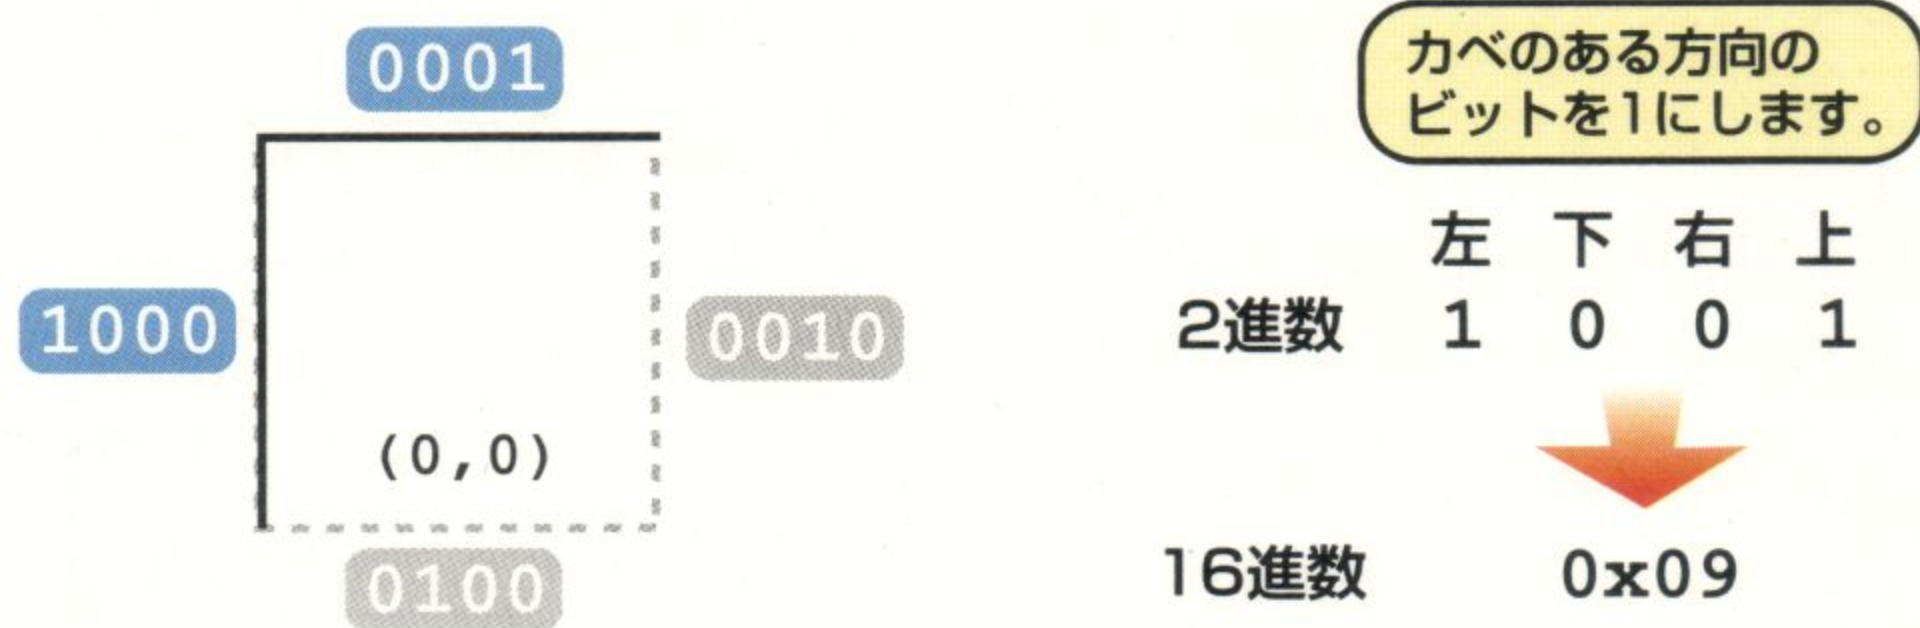 0001
1000
0010
(0,0)
0100
カベのある方向の
ビットを1にします。
左 下 右 上
2進数 1 0 0 1
16進数 0x09